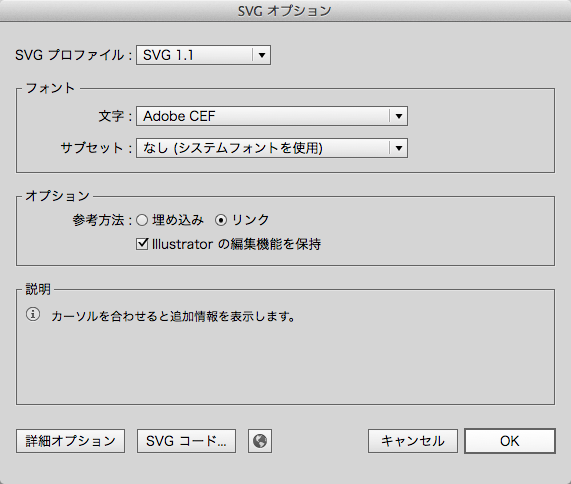 SVG オプション
SVG プロファイル : SVG 1.1
フォント
文字 : Adobe CEF
サブセット : なし (システムフォントを使用)
オプション
参考方法 : 埋め込み リンク
Illustrator の編集機能を保持
説明
カーソルを合わせると追加情報を表示します。
詳細オプション SVG コード... キャンセル OK